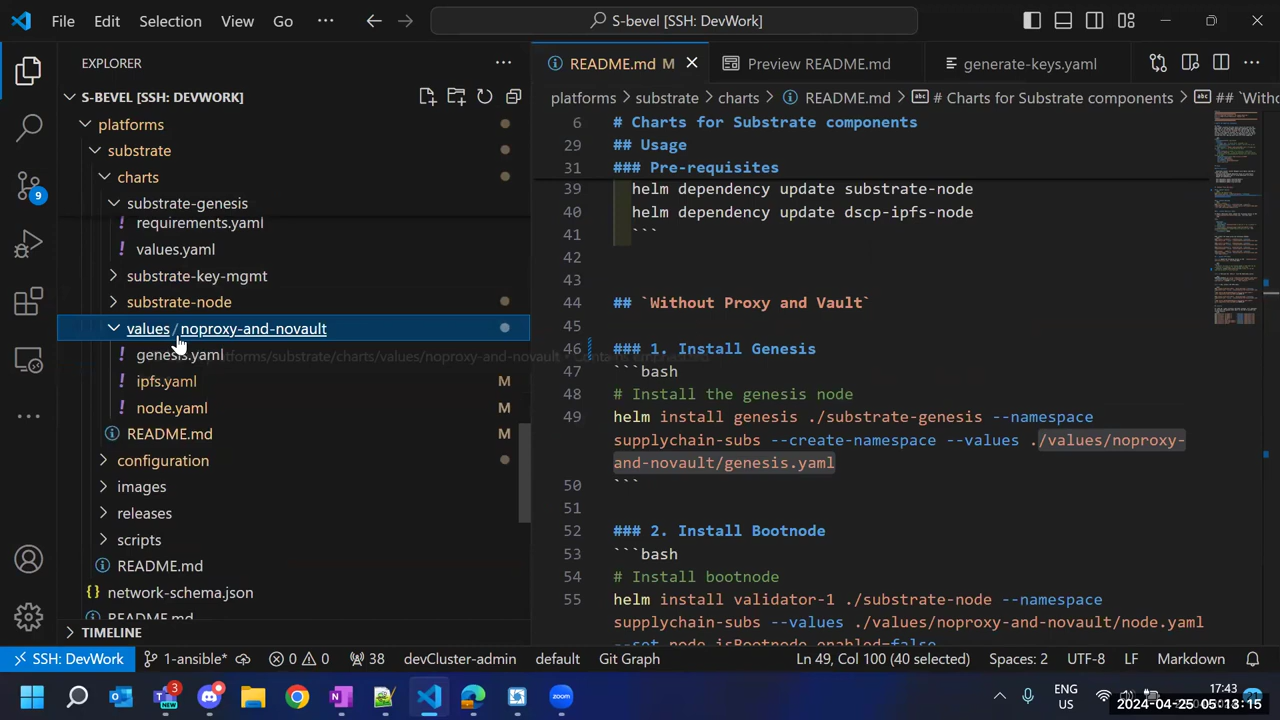 File Edit Selection View Go ··· S-bevel [SSH: DevWork]
EXPLORER
S-BEVEL [SSH: DEVWORK]
platforms
substrate
charts
substrate-genesis
requirements.yaml
values.yaml
substrate-key-mgmt
substrate-node
values / noproxy-and-novault
genesis.yaml
ipfs.yaml M
node.yaml M
README.md M
configuration
images
releases
scripts
README.md
network-schema.json
README.md
TIMELINE
README.md M Preview README.md generate-keys.yaml
platforms > substrate > charts > README.md > # Charts for Substrate components >
6 # Charts for Substrate components
29 ## Usage
31 ### Pre-requisites
39 helm dependency update substrate-node
40 helm dependency update dscp-ipfs-node
41 ```
42
43
44 ## `Without Proxy and Vault`
45
46 ### 1. Install Genesis
47 ```bash
48 # Install the genesis node
49 helm install genesis ./substrate-genesis --namespace
supplychain-subs --create-namespace --values ./values/noproxy-
and-novault/genesis.yaml
50 ```
51
52 ### 2. Install Bootnode
53 ```bash
54 # Install bootnode
55 helm install validator-1 ./substrate-node --namespace
supplychain-subs --values ./values/noproxy-and-novault/node.yaml
--set node.isBootnode.enabled=false
9
SSH: DevWork 1-ansible* 0 0 38 devCluster-admin default Git Graph Ln 49, Col 100 (40 selected) Spaces: 2 UTF-8 LF Markdown
3
ENG
US
17:43
2024-04-25 05:13:15